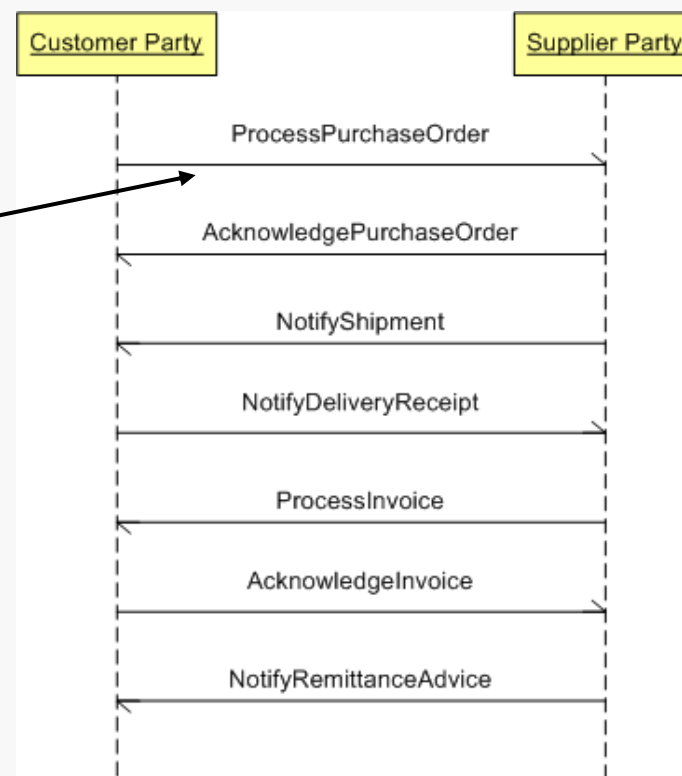 Customer Party
Supplier Party
ProcessPurchaseOrder
AcknowledgePurchaseOrder
NotifyShipment
NotifyDeliveryReceipt
ProcessInvoice
AcknowledgeInvoice
NotifyRemittanceAdvice